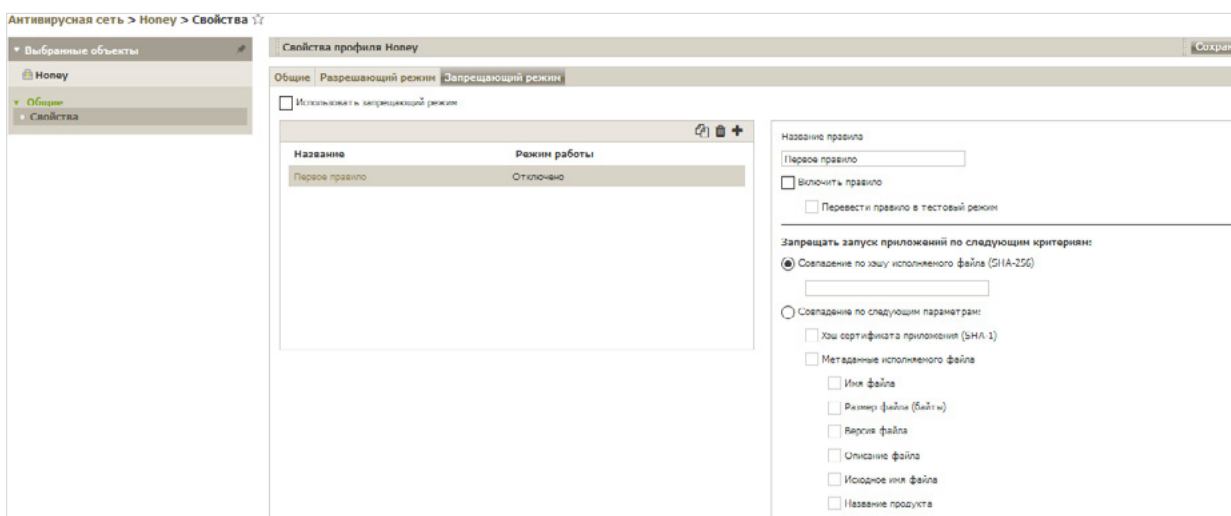 Антивирусная сеть > Honey > Свойства ☆
Выбранные объекты
Honey
Общие
Свойства
Свойства профиля Honey
Сохран
Общие Разрешающий режим Запрещающий режим
Использовать запрещающий режим
Название Режим работы
Первое правило Отключено
Название правила
Первое правило
Включить правило
Перевести правило в тестовый режим
Запрещать запуск приложений по следующим критериям:
Совпадение по хэшу исполняемого файла (SHA-256)
Совпадение по следующим параметрам:
Хэш сертификата приложения (SHA-1)
Метаданные исполняемого файла
Имя файла
Размер файла (байты)
Версия файла
Описание файла
Исходное имя файла
Название продукта